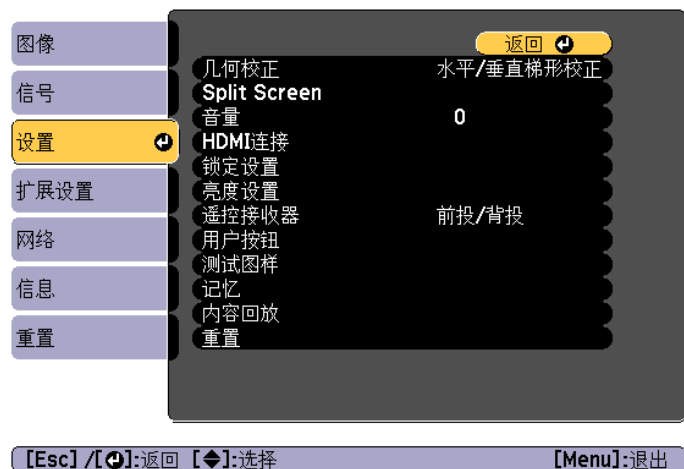 图像
信号
设置
扩展设置
网络
信息
重置
返回
几何校正 水平/垂直梯形校正
Split Screen
音量 0
HDMI连接
锁定设置
亮度设置
遥控接收器 前投/背投
用户按钮
测试图样
记忆
内容回放
重置
[Esc] /[ ]:返回 [ ]:选择 [Menu]:退出